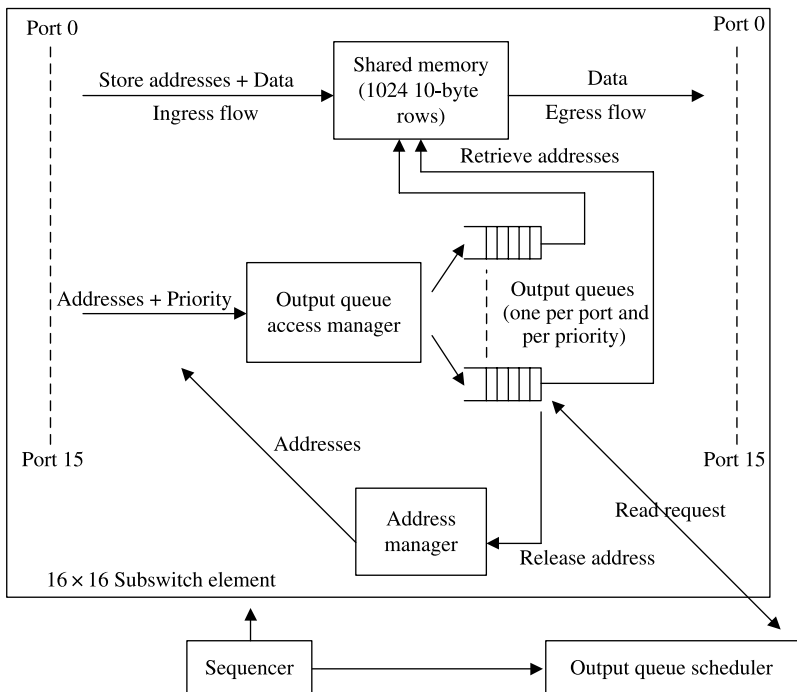 Port 0
Port 0
Store addresses + Data
Ingress flow
Shared memory
(1024 10-byte
rows)
Data
Egress flow
Retrieve addresses
Addresses + Priority
Output queue
access manager
Output queues
(one per port and
per priority)
Port 15
Addresses
Port 15
Address
manager
Read request
Release address
16 × 16 Subswitch element
Sequencer
Output queue scheduler